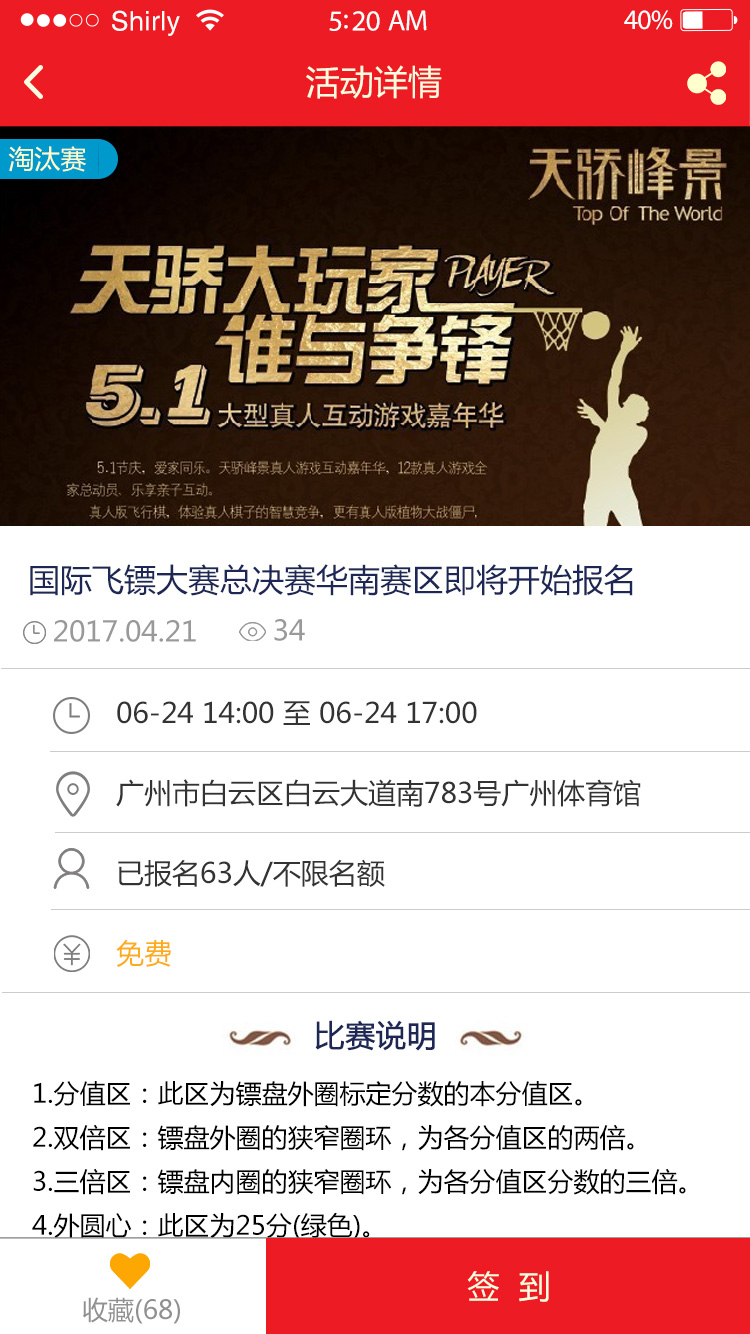 Shirly 5:20 AM 40%
活动详情
淘汰赛
天骄峰景
Top Of The World
天骄大玩家 PLAYER
谁与争锋
5.1 大型真人互动游戏嘉年华
5.1节庆，爱家同乐。天骄峰景真人游戏互动嘉年华，12款真人游戏全
家总动员、乐享亲子互动。
真人版飞行棋，体验真人棋子的智慧竞争，更有真人版植物大战僵尸，
国际飞镖大赛总决赛华南赛区即将开始报名
2017.04.21 34
06-24 14:00 至 06-24 17:00
广州市白云区白云大道南783号广州体育馆
已报名63人/不限名额
免费
比赛说明
1.分值区：此区为镖盘外圈标定分数的本分值区。
2.双倍区：镖盘外圈的狭窄圈环，为各分值区的两倍。
3.三倍区：镖盘内圈的狭窄圈环，为各分值区分数的三倍。
4.外圆心：此区为25分(绿色)。
收藏(68)
签 到